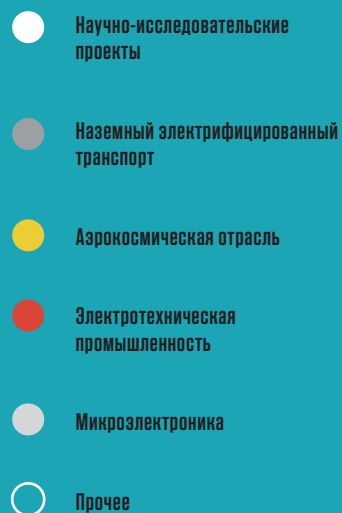 Научно-исследовательские
проекты
Наземный электрифицированный
транспорт
Аэрокосмическая отрасль
Электротехническая
промышленность
Микроэлектроника
Прочее